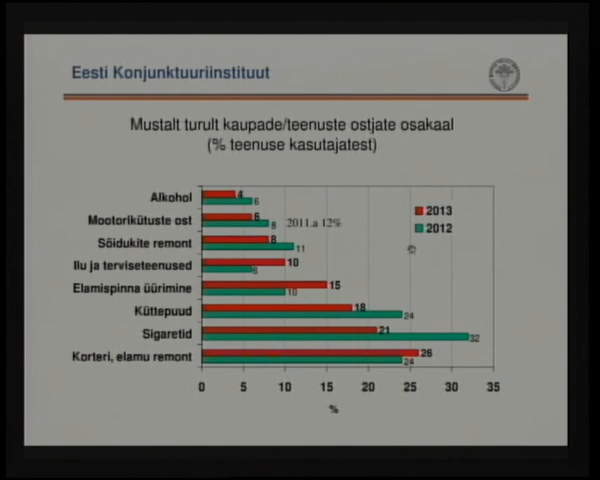 Eesti Konjunktuuriinstituut
Mustalt turult kaupade/teenuste ostjate osakaal
(% teenuse kasutajatest)
Alkohol 4 6
Mootorikütuste ost 6 8 2011.a 12%
Sõidukite remont 8 11
Ilu ja terviseteenused 10 6
Elamispinna üürimine 15 10
Küttepuud 18 24
Sigaretid 21 32
Korteri, elamu remont 26 24
2013
2012
0 5 10 15 20 25 30 35
%